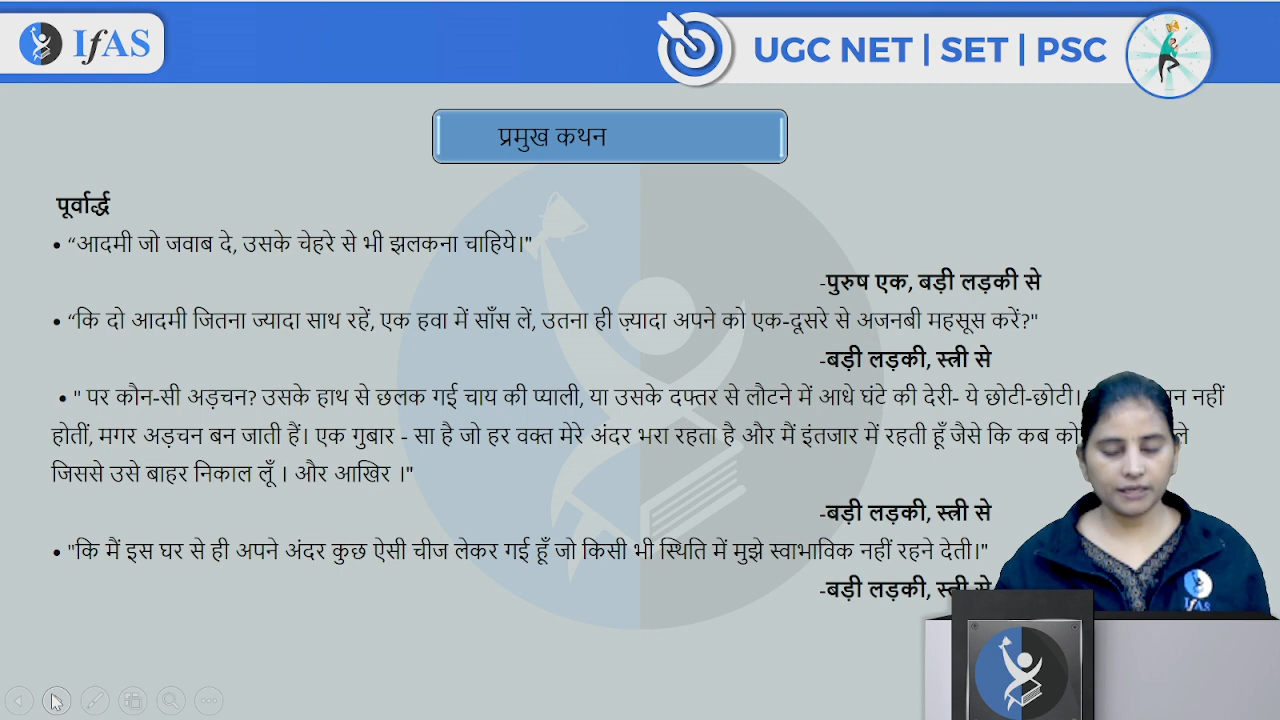 IfAS
UGC NET | SET | PSC
प्रमुख कथन
पूर्वार्द्ध
• “आदमी जो जवाब दे, उसके चेहरे से भी झलकना चाहिये।"
-पुरुष एक, बड़ी लड़की से
• “कि दो आदमी जितना ज्यादा साथ रहें, एक हवा में साँस लें, उतना ही ज़्यादा अपने को एक-दूसरे से अजनबी महसूस करें?"
-बड़ी लड़की, स्त्री से
• " पर कौन-सी अड़चन? उसके हाथ से छलक गई चाय की प्याली, या उसके दफ्तर से लौटने में आधे घंटे की देरी- ये छोटी-छोटी। नहीं
होतीं, मगर अड़चन बन जाती हैं। एक गुबार - सा है जो हर वक्त मेरे अंदर भरा रहता है और मैं इंतजार में रहती हूँ जैसे कि कब
जिससे उसे बाहर निकाल लूँ । और आखिर ।"
-बड़ी लड़की, स्त्री से
• "कि मैं इस घर से ही अपने अंदर कुछ ऐसी चीज लेकर गई हूँ जो किसी भी स्थिति में मुझे स्वाभाविक नहीं रहने देती।"
-बड़ी लड़की, स्त्री से
IfAS